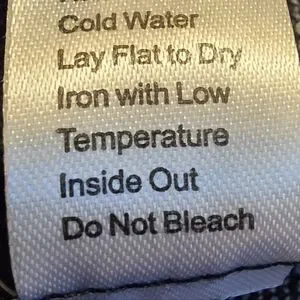 Cold Water
Lay Flat to Dry
Iron with Low
Temperature
Inside Out
Do Not Bleach